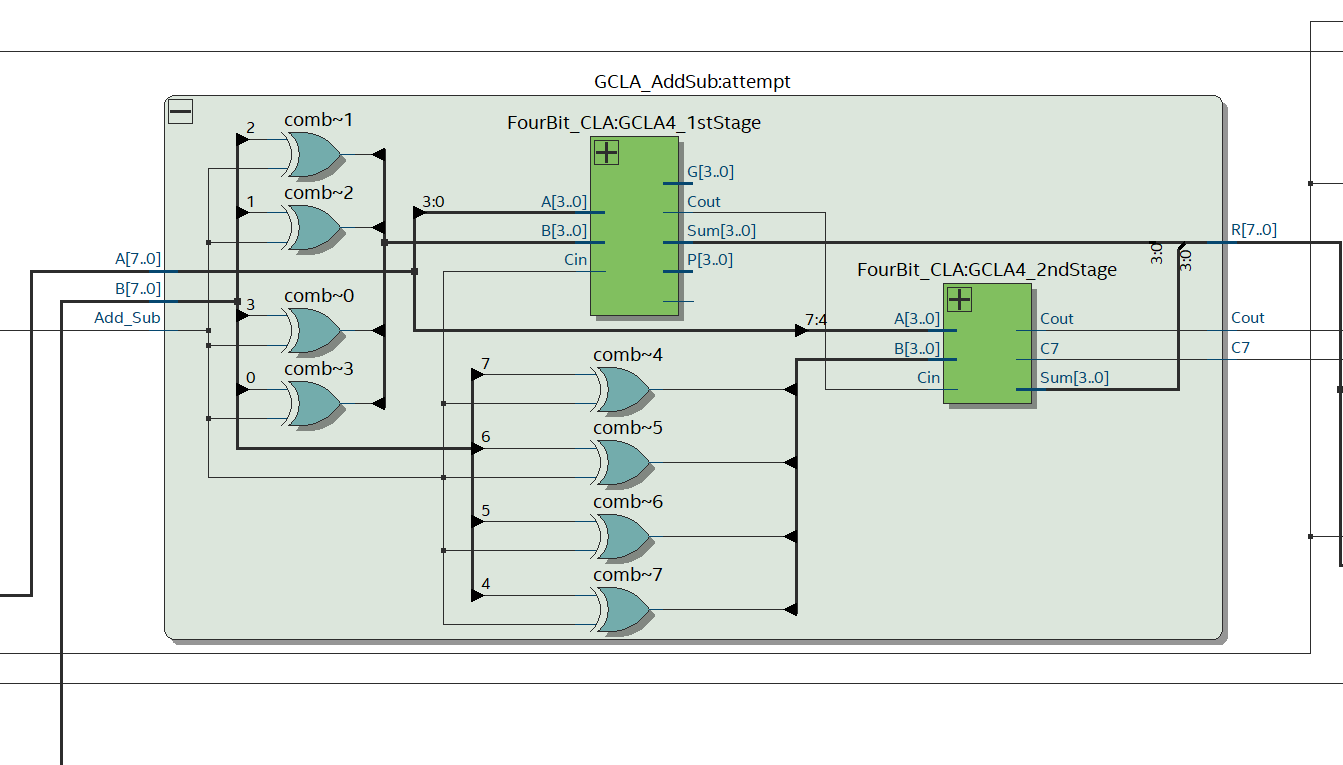 GCLA_AddSub:attempt
comb~1
FourBit_CLA:GCLA4_1stStage
2
G[3..0]
comb~2
1
3:0
A[3..0]
Cout
B[3..0]
Sum[3..0]
R[7..0]
A[7..0]
Cin
P[3..0]
3:0
3:0
FourBit_CLA:GCLA4_2ndStage
B[7..0]
comb~0
3
Add_Sub
7:4
A[3..0]
Cout
Cout
comb~3
comb~4
B[3..0]
C7
C7
0
7
Cin
Sum[3..0]
comb~5
6
comb~6
5
comb~7
4